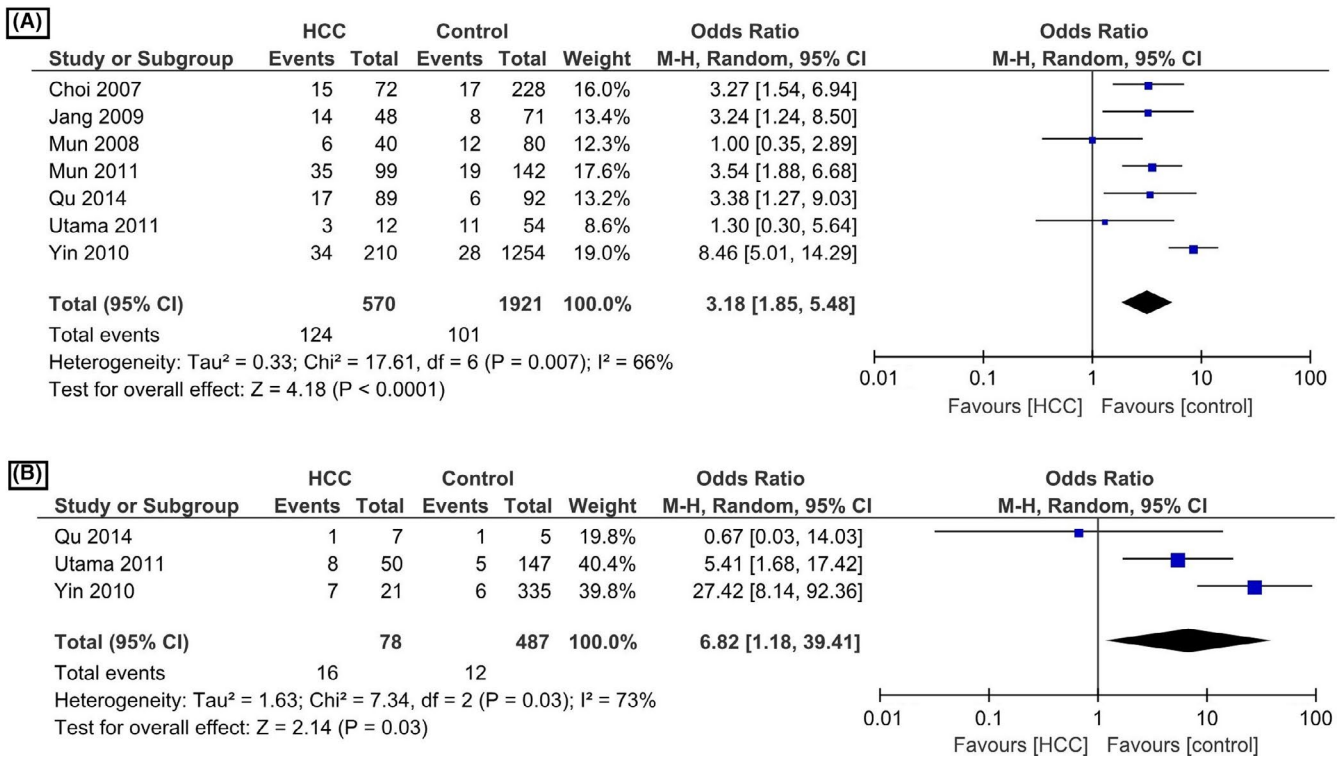 (A)
HCC Control Odds Ratio Odds Ratio
Study or Subgroup Events Total Events Total Weight M-H, Random, 95% CI M-H, Random, 95% CI
Choi 2007 15 72 17 228 16.0% 3.27 [1.54, 6.94]
Jang 2009 14 48 8 71 13.4% 3.24 [1.24, 8.50]
Mun 2008 6 40 12 80 12.3% 1.00 [0.35, 2.89]
Mun 2011 35 99 19 142 17.6% 3.54 [1.88, 6.68]
Qu 2014 17 89 6 92 13.2% 3.38 [1.27, 9.03]
Utama 2011 3 12 11 54 8.6% 1.30 [0.30, 5.64]
Yin 2010 34 210 28 1254 19.0% 8.46 [5.01, 14.29]
Total (95% CI) 570 1921 100.0% 3.18 [1.85, 5.48]
Total events 124 101
Heterogeneity: Tau² = 0.33; Chi² = 17.61, df = 6 (P = 0.007); I² = 66%
Test for overall effect: Z = 4.18 (P < 0.0001)
0.01 0.1 1 10 100
Favours [HCC] Favours [control]
(B)
HCC Control Odds Ratio Odds Ratio
Study or Subgroup Events Total Events Total Weight M-H, Random, 95% CI M-H, Random, 95% CI
Qu 2014 1 7 1 5 19.8% 0.67 [0.03, 14.03]
Utama 2011 8 50 5 147 40.4% 5.41 [1.68, 17.42]
Yin 2010 7 21 6 335 39.8% 27.42 [8.14, 92.36]
Total (95% CI) 78 487 100.0% 6.82 [1.18, 39.41]
Total events 16 12
Heterogeneity: Tau² = 1.63; Chi² = 7.34, df = 2 (P = 0.03); I² = 73%
Test for overall effect: Z = 2.14 (P = 0.03)
0.01 0.1 1 10 100
Favours [HCC] Favours [control]